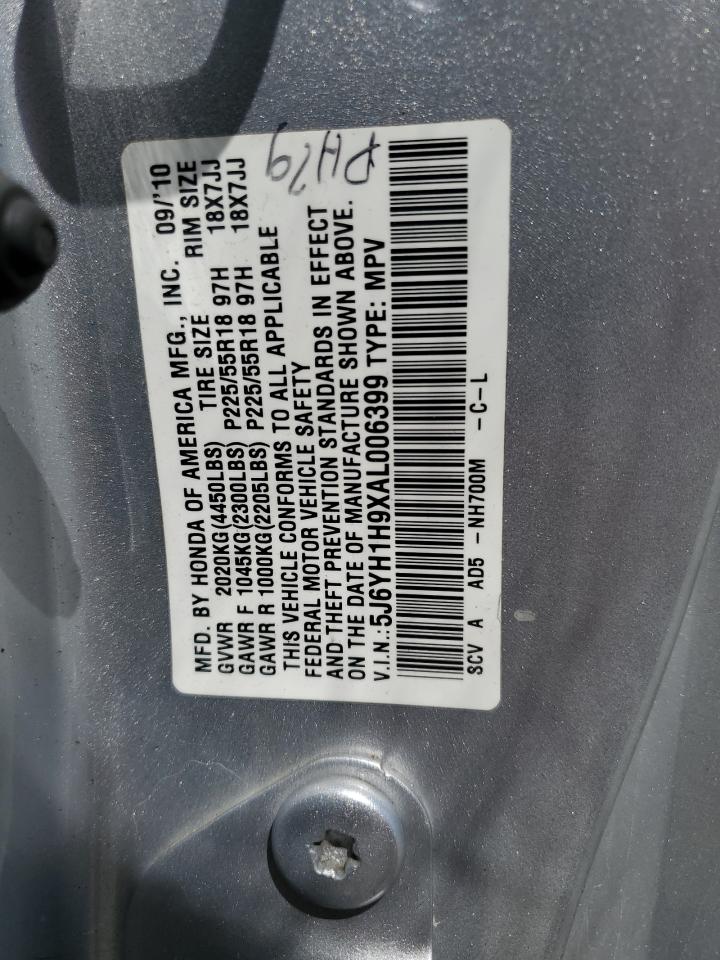 MFD. BY HONDA OF AMERICA MFG., INC. 09/'10
GVWR 2020KG(4450LBS) TIRE SIZE RIM SIZE
GAWR F 1045KG(2300LBS) P225/55R18 97H 18X7JJ
GAWR R 1000KG(2205LBS) P225/55R18 97H 18X7JJ
THIS VEHICLE CONFORMS TO ALL APPLICABLE
FEDERAL MOTOR VEHICLE SAFETY
AND THEFT PREVENTION STANDARDS IN EFFECT
ON THE DATE OF MANUFACTURE SHOWN ABOVE.
V.I.N.: 5J6YH1H9XAL006399 TYPE: MPV
SCV A AD5 -NH700M -C-L